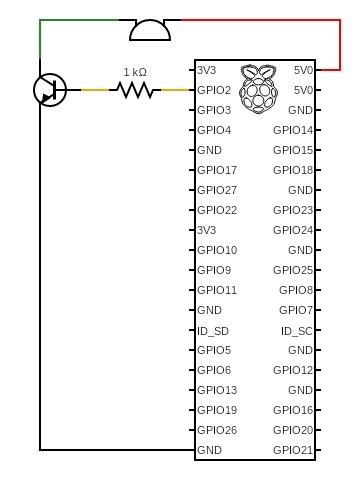 1 kΩ
3V3 5V0
GPIO2 5V0
GPIO3 GND
GPIO4 GPIO14
GND GPIO15
GPIO17 GPIO18
GPIO27 GND
GPIO22 GPIO23
3V3 GPIO24
GPIO10 GND
GPIO9 GPIO25
GPIO11 GPIO8
GND GPIO7
ID_SD ID_SC
GPIO5 GND
GPIO6 GPIO12
GPIO13 GND
GPIO19 GPIO16
GPIO26 GPIO20
GND GPIO21